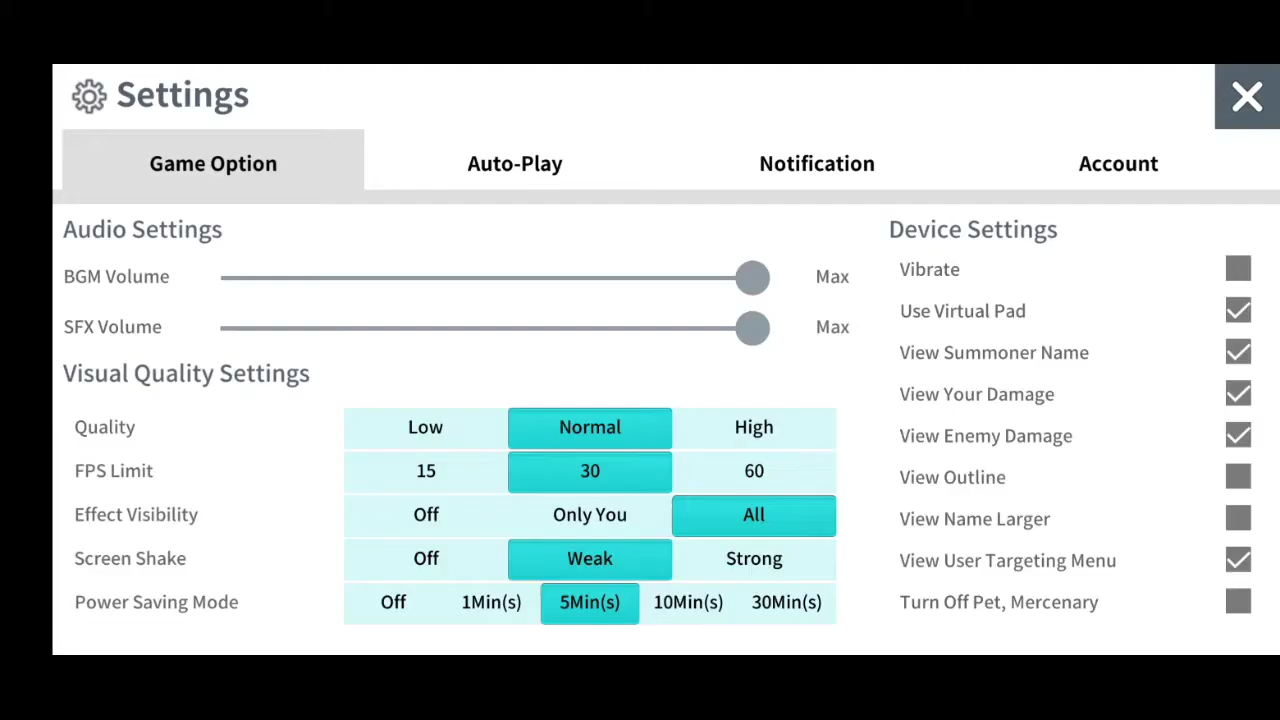 Settings
Game Option Auto-Play Notification Account
Audio Settings
BGM Volume Max
SFX Volume Max
Visual Quality Settings
Quality Low Normal High
FPS Limit 15 30 60
Effect Visibility Off Only You All
Screen Shake Off Weak Strong
Power Saving Mode Off 1Min(s) 5Min(s) 10Min(s) 30Min(s)
Device Settings
Vibrate
Use Virtual Pad
View Summoner Name
View Your Damage
View Enemy Damage
View Outline
View Name Larger
View User Targeting Menu
Turn Off Pet, Mercenary